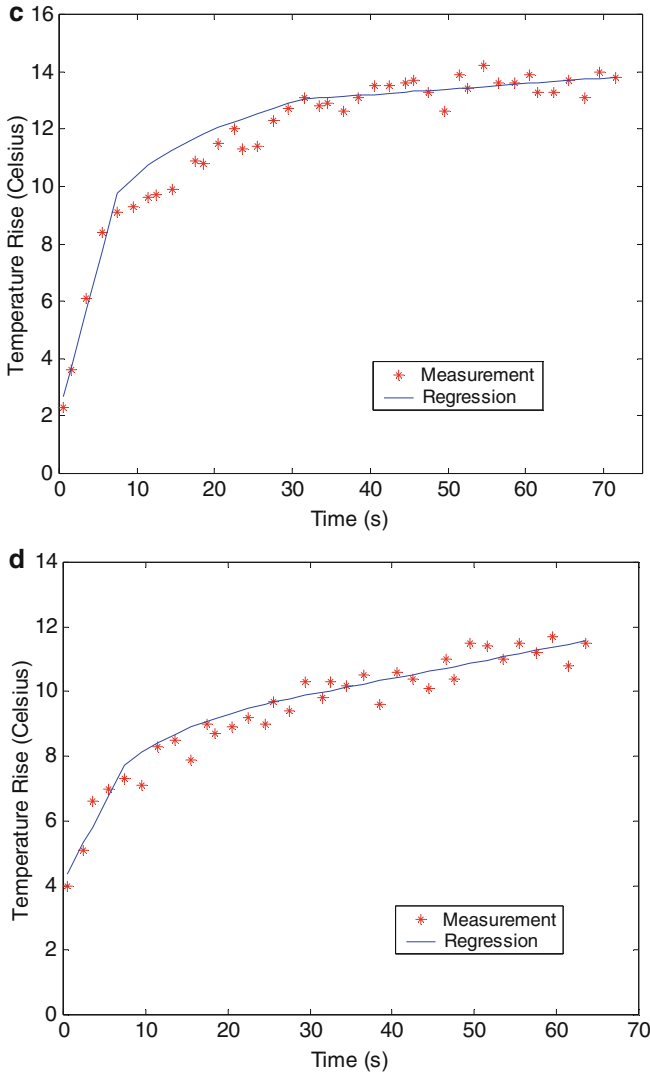 c
16
14
12
10
8
6
4
2
0
Temperature Rise (Celsius)
Measurement
Regression
0 10 20 30 40 50 60 70
Time (s)
d
14
12
10
8
6
4
2
0
Temperature Rise (Celsius)
Measurement
Regression
0 10 20 30 40 50 60 70
Time (s)